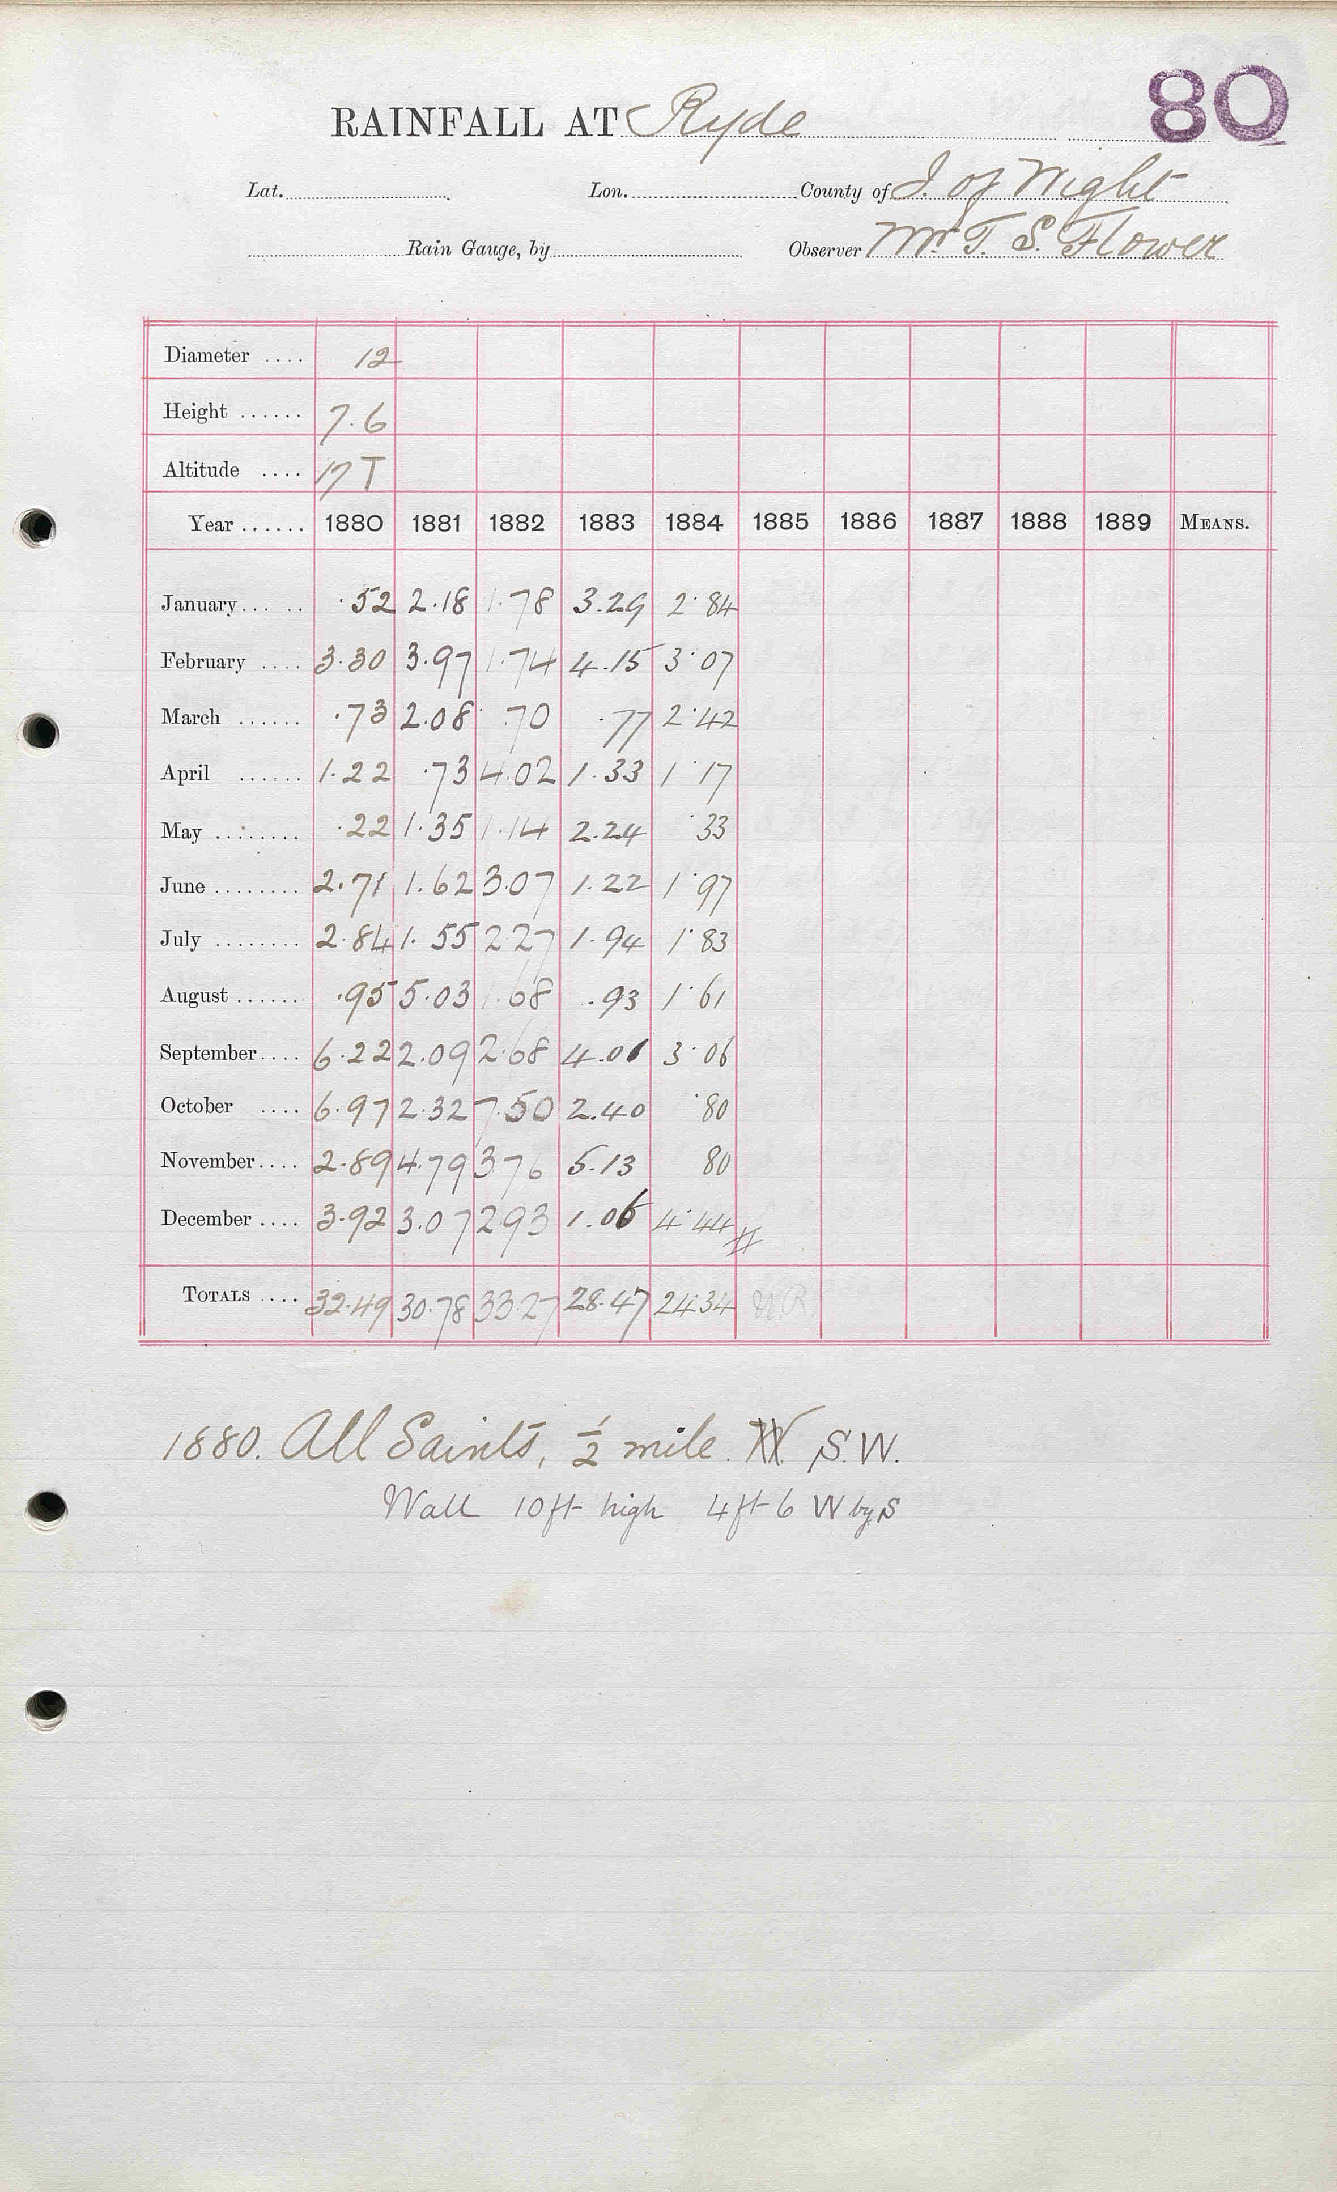 80
RAINFALL AT Ryde
Lat. Lon. County of I. of Wight
Rain Gauge, by Observer Mr. T. S. Flower
Diameter .... 12
Height ...... 7.6
Altitude .... 17 T
Year ...... 1880 1881 1882 1883 1884 1885 1886 1887 1888 1889 MEANS.
January ... .. .52 2.18 1.78 3.29 2.84
February .... 3.30 3.97 1.74 4.15 3.07
March ...... .73 2.08 .70 .77 2.42
April ...... 1.22 .73 4.02 1.33 1.17
May ........ .22 1.35 1.14 2.24 .33
June ........ 2.71 1.62 3.07 1.22 1.97
July ........ 2.84 1.55 2.27 1.94 1.83
August ...... .95 5.03 1.68 .93 1.61
September .... 6.22 2.09 2.68 4.01 3.06
October .... 6.97 2.32 7.50 2.40 .80
November .... 2.89 4.79 3.76 5.13 80
December .... 3.92 3.07 2.93 1.06 4.44
TOTALS .... 32.49 30.78 33.27 28.47 24.34 N.R.
1880. All Saints, ½ mile. S.W.
Wall 10 ft high 4 ft 6 W by S